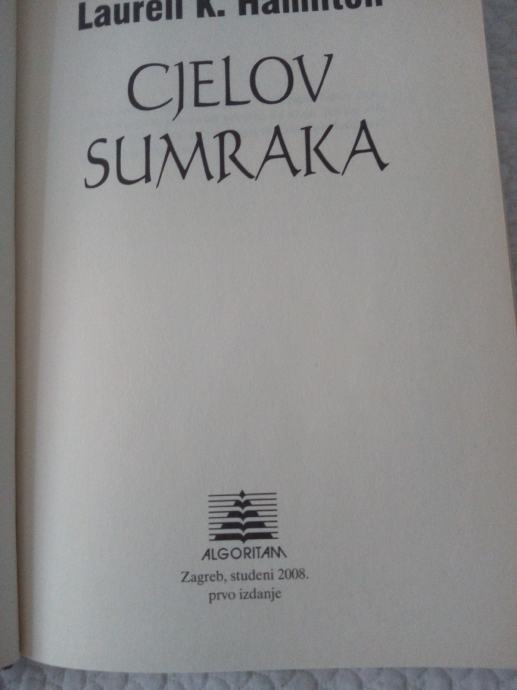 Laurell K. Hamilton
CJELOV
SUMRAKA
ALGORITAM
Zagreb, studeni 2008.
prvo izdanje